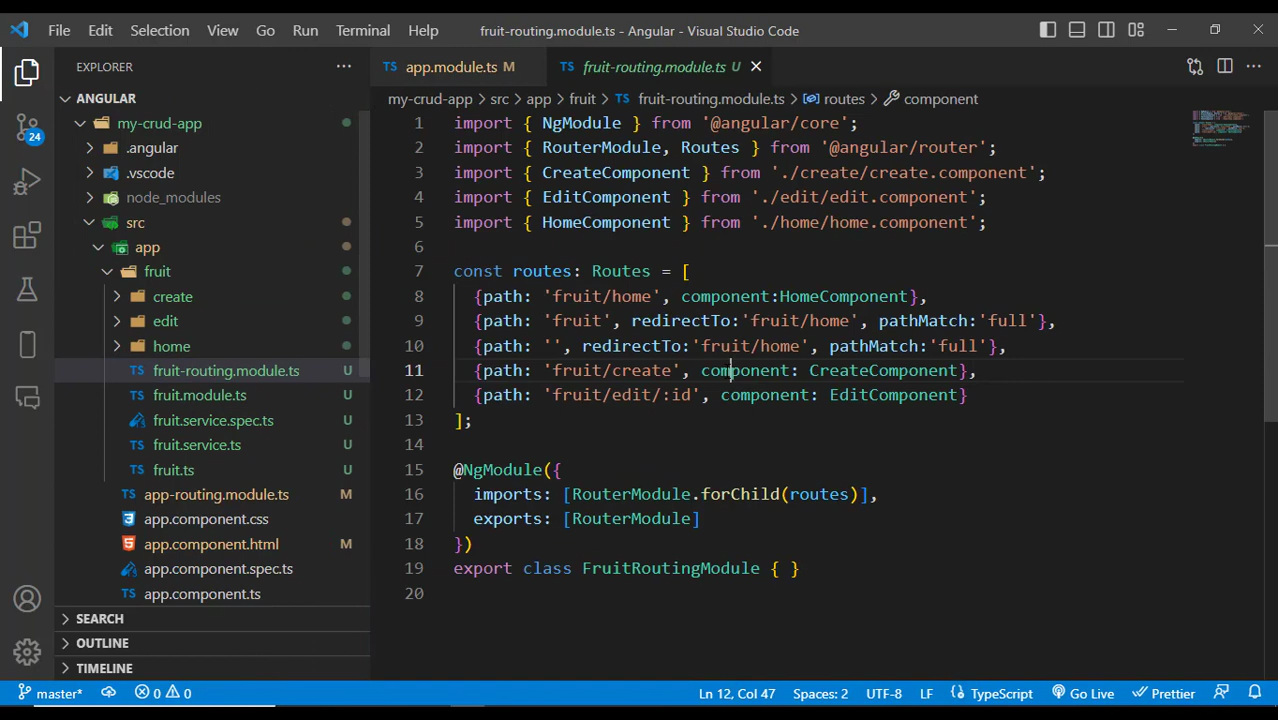 File Edit Selection View Go Run Terminal Help fruit-routing.module.ts - Angular - Visual Studio Code
EXPLORER
ANGULAR
my-crud-app
.angular
.vscode
node_modules
src
app
fruit
create
edit
home
TS fruit-routing.module.ts U
TS fruit.module.ts U
fruit.service.spec.ts U
TS fruit.service.ts U
TS fruit.ts U
TS app-routing.module.ts M
app.component.css
app.component.html M
TS app.component.spec.ts
TS app.component.ts
SEARCH
OUTLINE
TIMELINE
24
TS app.module.ts M TS fruit-routing.module.ts U
my-crud-app > src > app > fruit > TS fruit-routing.module.ts > routes > component
1 import { NgModule } from '@angular/core';
2 import { RouterModule, Routes } from '@angular/router';
3 import { CreateComponent } from './create/create.component';
4 import { EditComponent } from './edit/edit.component';
5 import { HomeComponent } from './home/home.component';
6
7 const routes: Routes = [
8 {path: 'fruit/home', component:HomeComponent},
9 {path: 'fruit', redirectTo:'fruit/home', pathMatch:'full'},
10 {path: '', redirectTo:'fruit/home', pathMatch:'full'},
11 {path: 'fruit/create', component: CreateComponent},
12 {path: 'fruit/edit/:id', component: EditComponent}
13 ];
14
15 @NgModule({
16 imports: [RouterModule.forChild(routes)],
17 exports: [RouterModule]
18 })
19 export class FruitRoutingModule { }
20
master* 0 0 Ln 12, Col 47 Spaces: 2 UTF-8 LF TypeScript Go Live Prettier